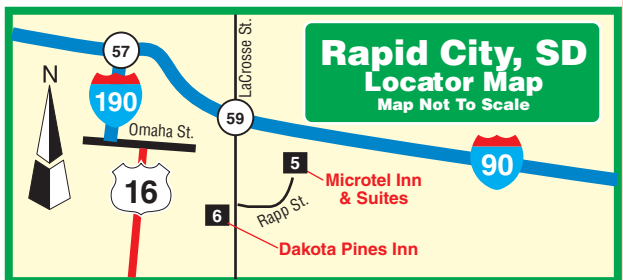 Rapid City, SD
Locator Map
Map Not To Scale
57
LaCrosse St.
N
190
59
Omaha St.
90
16
5
Microtel Inn
& Suites
Rapp St.
6
Dakota Pines Inn